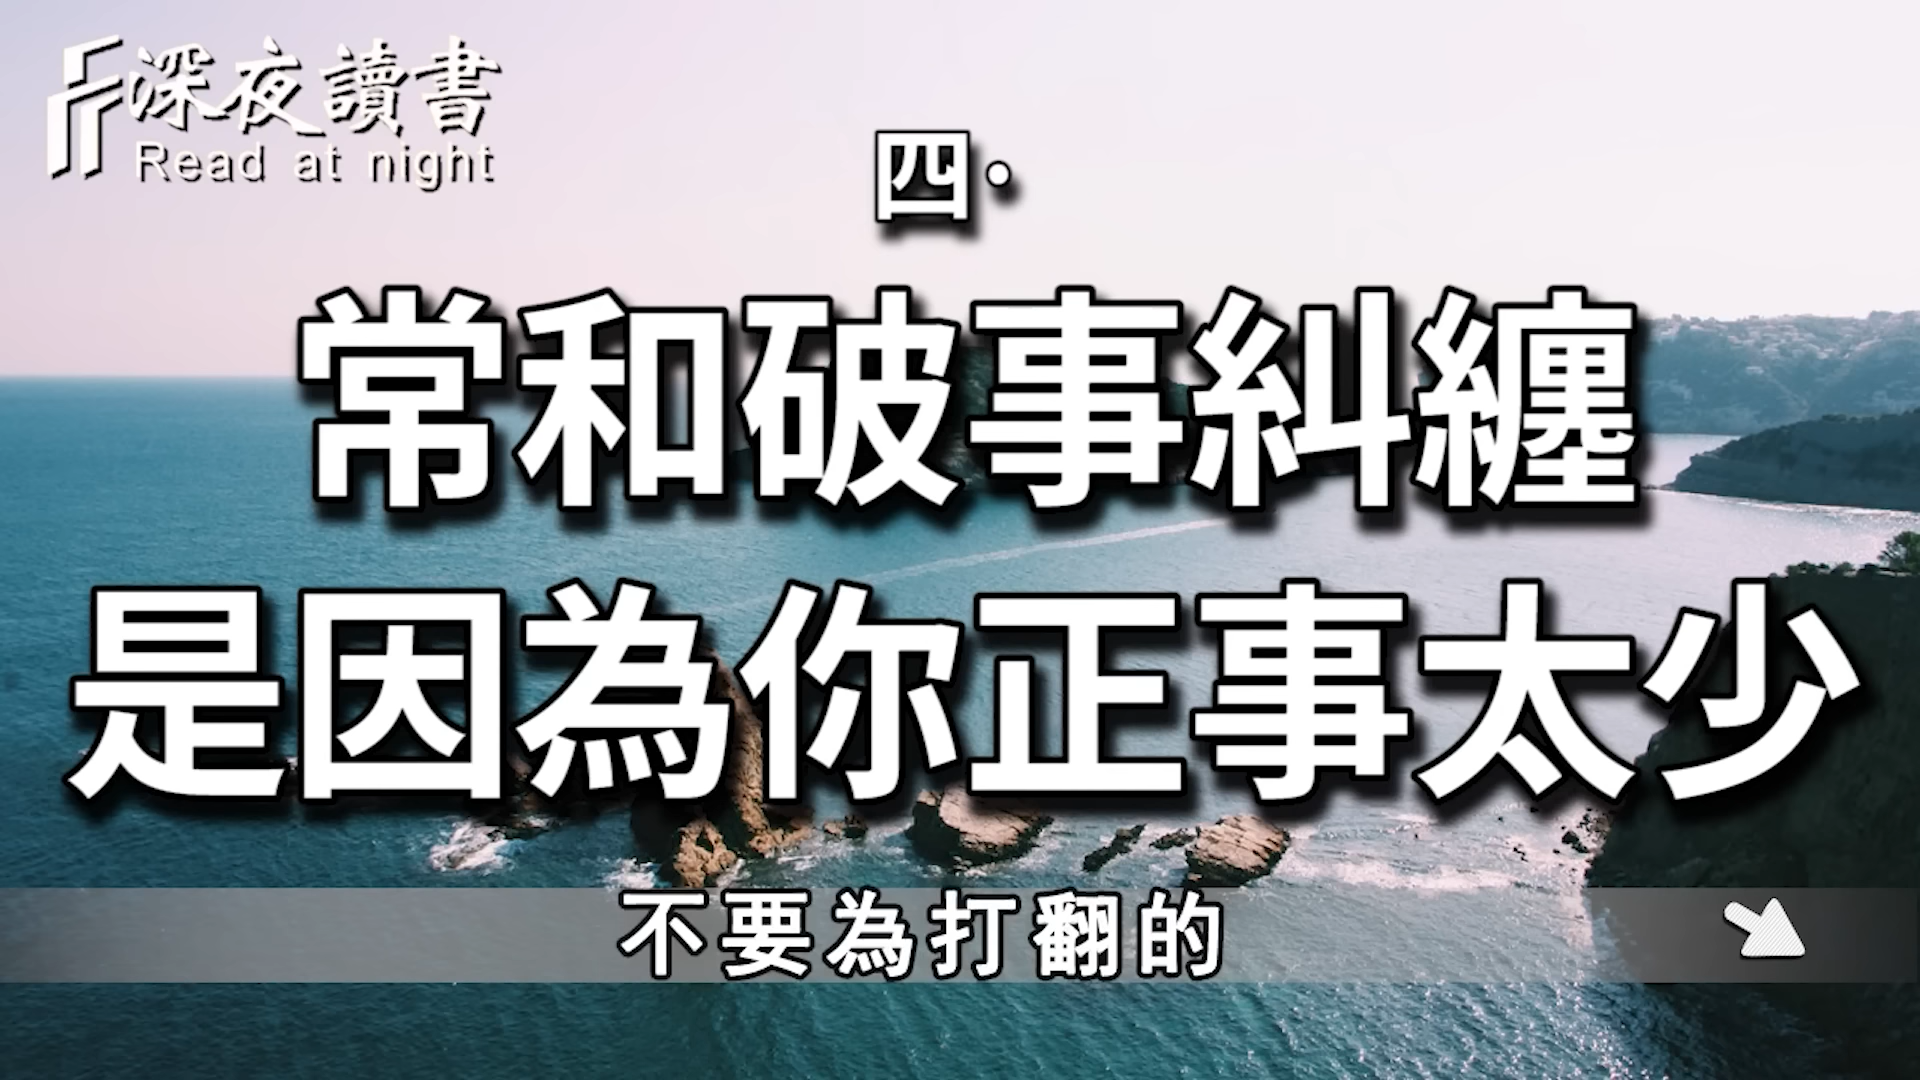 深夜讀書
Read at night
四·
常和破事糾纏
是因為你正事太少
不要為打翻的